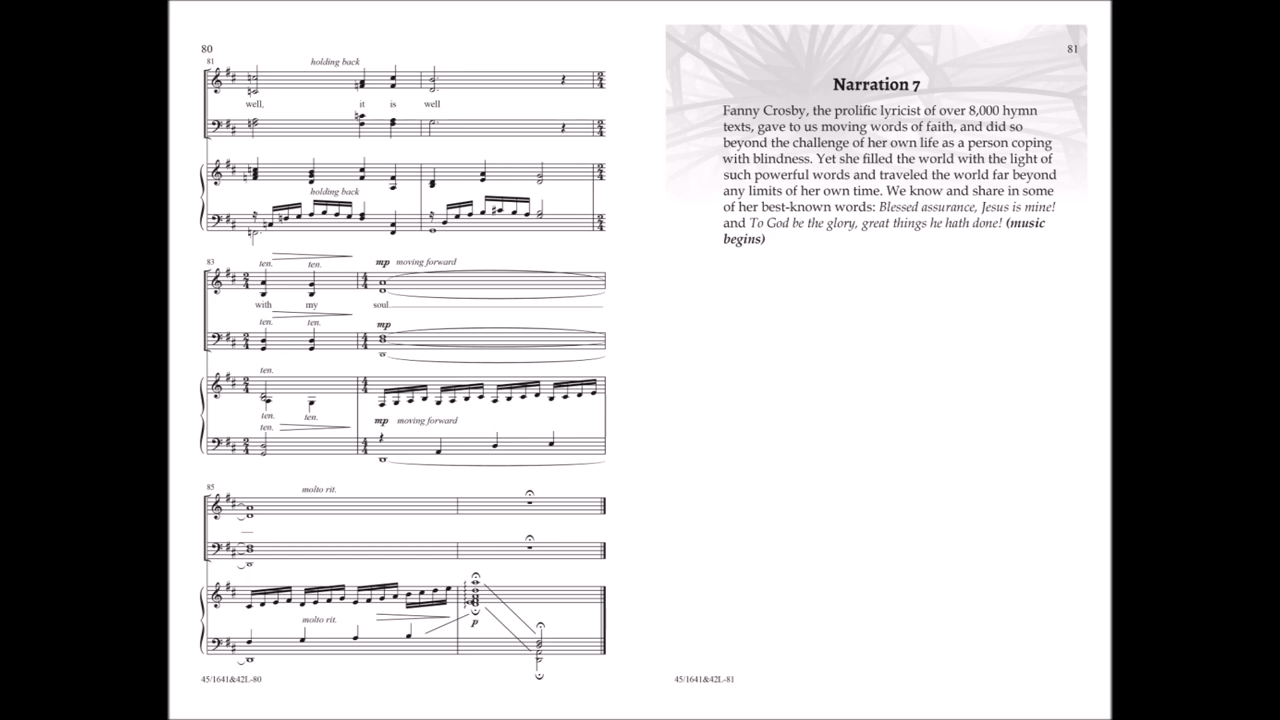 80
81
holding back
well, it is well
holding back
83
ten. ten. mp moving forward
with my soul
ten. ten. mp
ten.
ten. ten. mp moving forward
ten.
85
molto rit.
molto rit.
p
45/1641&42L-80
81
Narration 7
Fanny Crosby, the prolific lyricist of over 8,000 hymn
texts, gave to us moving words of faith, and did so
beyond the challenge of her own life as a person coping
with blindness. Yet she filled the world with the light of
such powerful words and traveled the world far beyond
any limits of her own time. We know and share in some
of her best-known words: Blessed assurance, Jesus is mine!
and To God be the glory, great things he hath done! (music
begins)
45/1641&42L-81